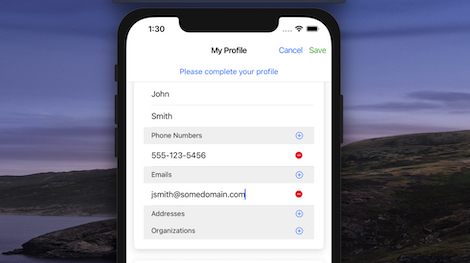 1:30
My Profile
Cancel
Save
Please complete your profile
John
Smith
Phone Numbers
555-123-5456
Emails
jsmith@somedomain.com
Addresses
Organizations